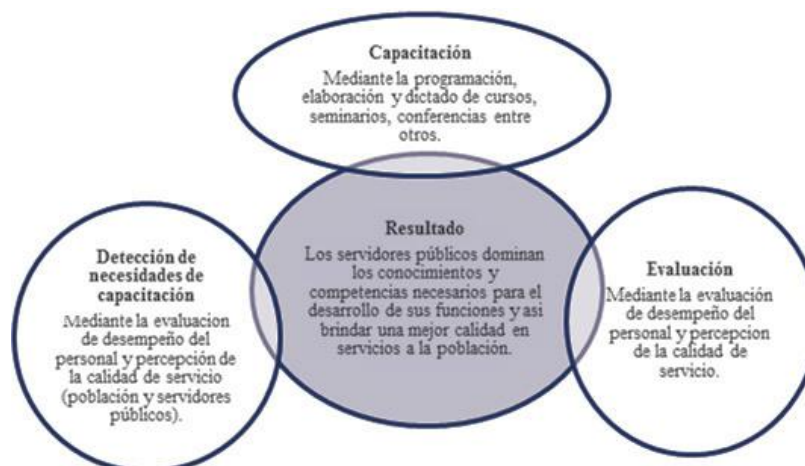 Capacitación
Mediante la programación,
elaboración y dictado de cursos,
seminarios, conferencias entre
otros.
Detección de
necesidades de
capacitación
Mediante la evaluacion
de desempeño del
personal y percepción de
la calidad de servicio
(población y servidores
públicos).
Resultado
Los servidores públicos dominan
los conocimientos y
competencias necesarios para el
desarrollo de sus funciones y asi
brindar una mejor calidad en
servicios a la población.
Evaluación
Mediante la evaluación
de desempeño del
personal y percepcion
de la calidad de
servicio.